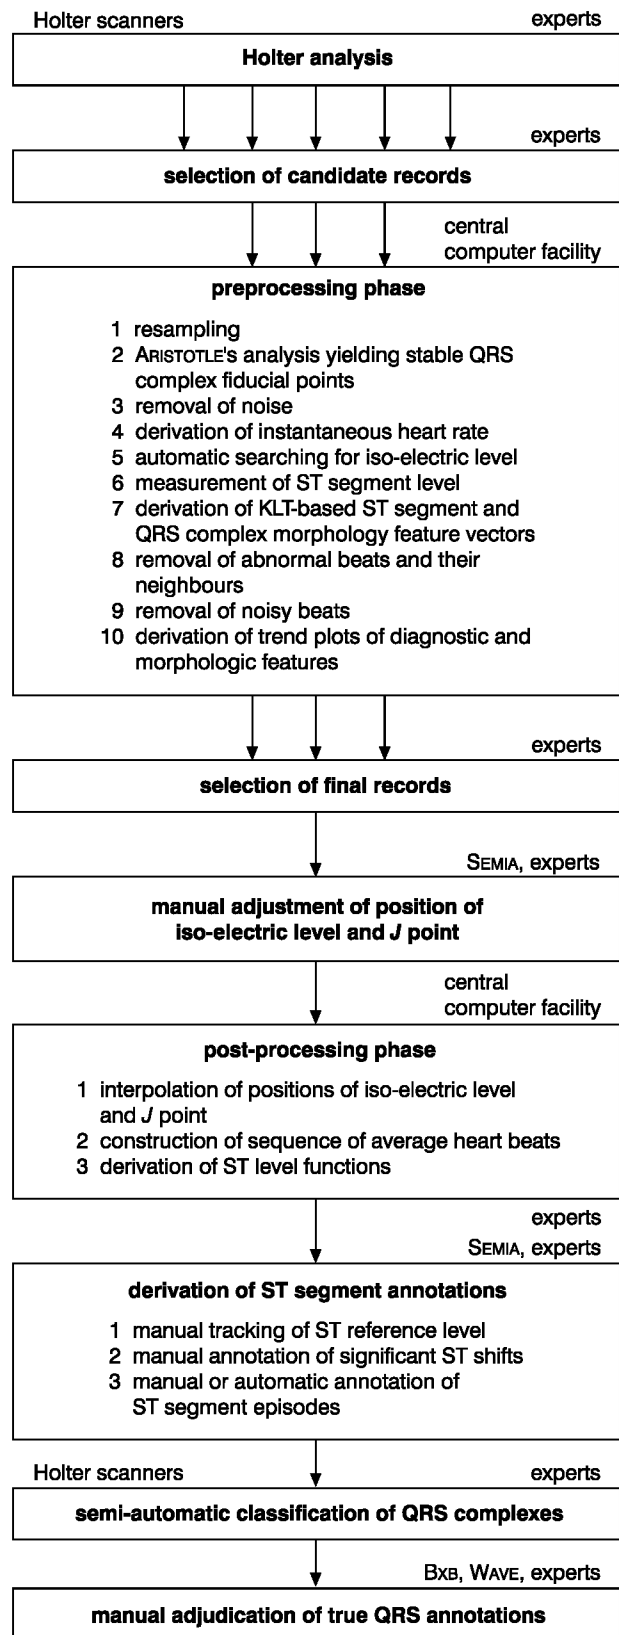 Holter scanners experts
Holter analysis
experts
selection of candidate records
central
computer facility
preprocessing phase
1 resampling
2 ARISTOTLE's analysis yielding stable QRS
complex fiducial points
3 removal of noise
4 derivation of instantaneous heart rate
5 automatic searching for iso-electric level
6 measurement of ST segment level
7 derivation of KLT-based ST segment and
QRS complex morphology feature vectors
8 removal of abnormal beats and their
neighbours
9 removal of noisy beats
10 derivation of trend plots of diagnostic and
morphologic features
experts
selection of final records
SEMIA, experts
manual adjustment of position of
iso-electric level and J point
central
computer facility
post-processing phase
1 interpolation of positions of iso-electric level
and J point
2 construction of sequence of average heart beats
3 derivation of ST level functions
experts
SEMIA, experts
derivation of ST segment annotations
1 manual tracking of ST reference level
2 manual annotation of significant ST shifts
3 manual or automatic annotation of
ST segment episodes
Holter scanners experts
semi-automatic classification of QRS complexes
BXB, WAVE, experts
manual adjudication of true QRS annotations